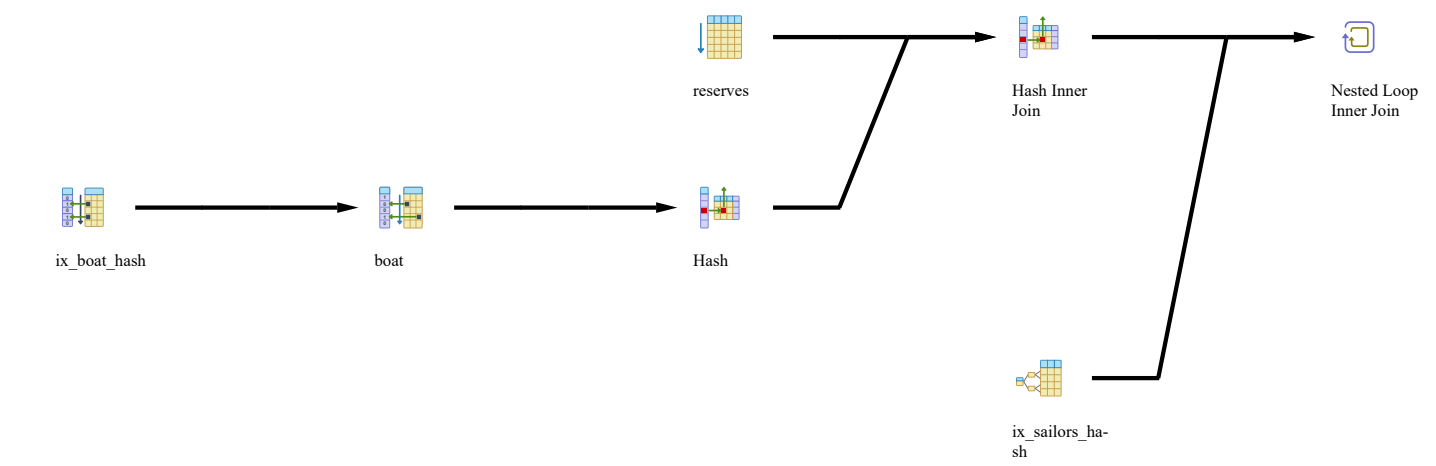 reserves
Hash Inner
Join
Nested Loop
Inner Join
ix_boat_hash
boat
Hash
ix_sailors_ha-
sh